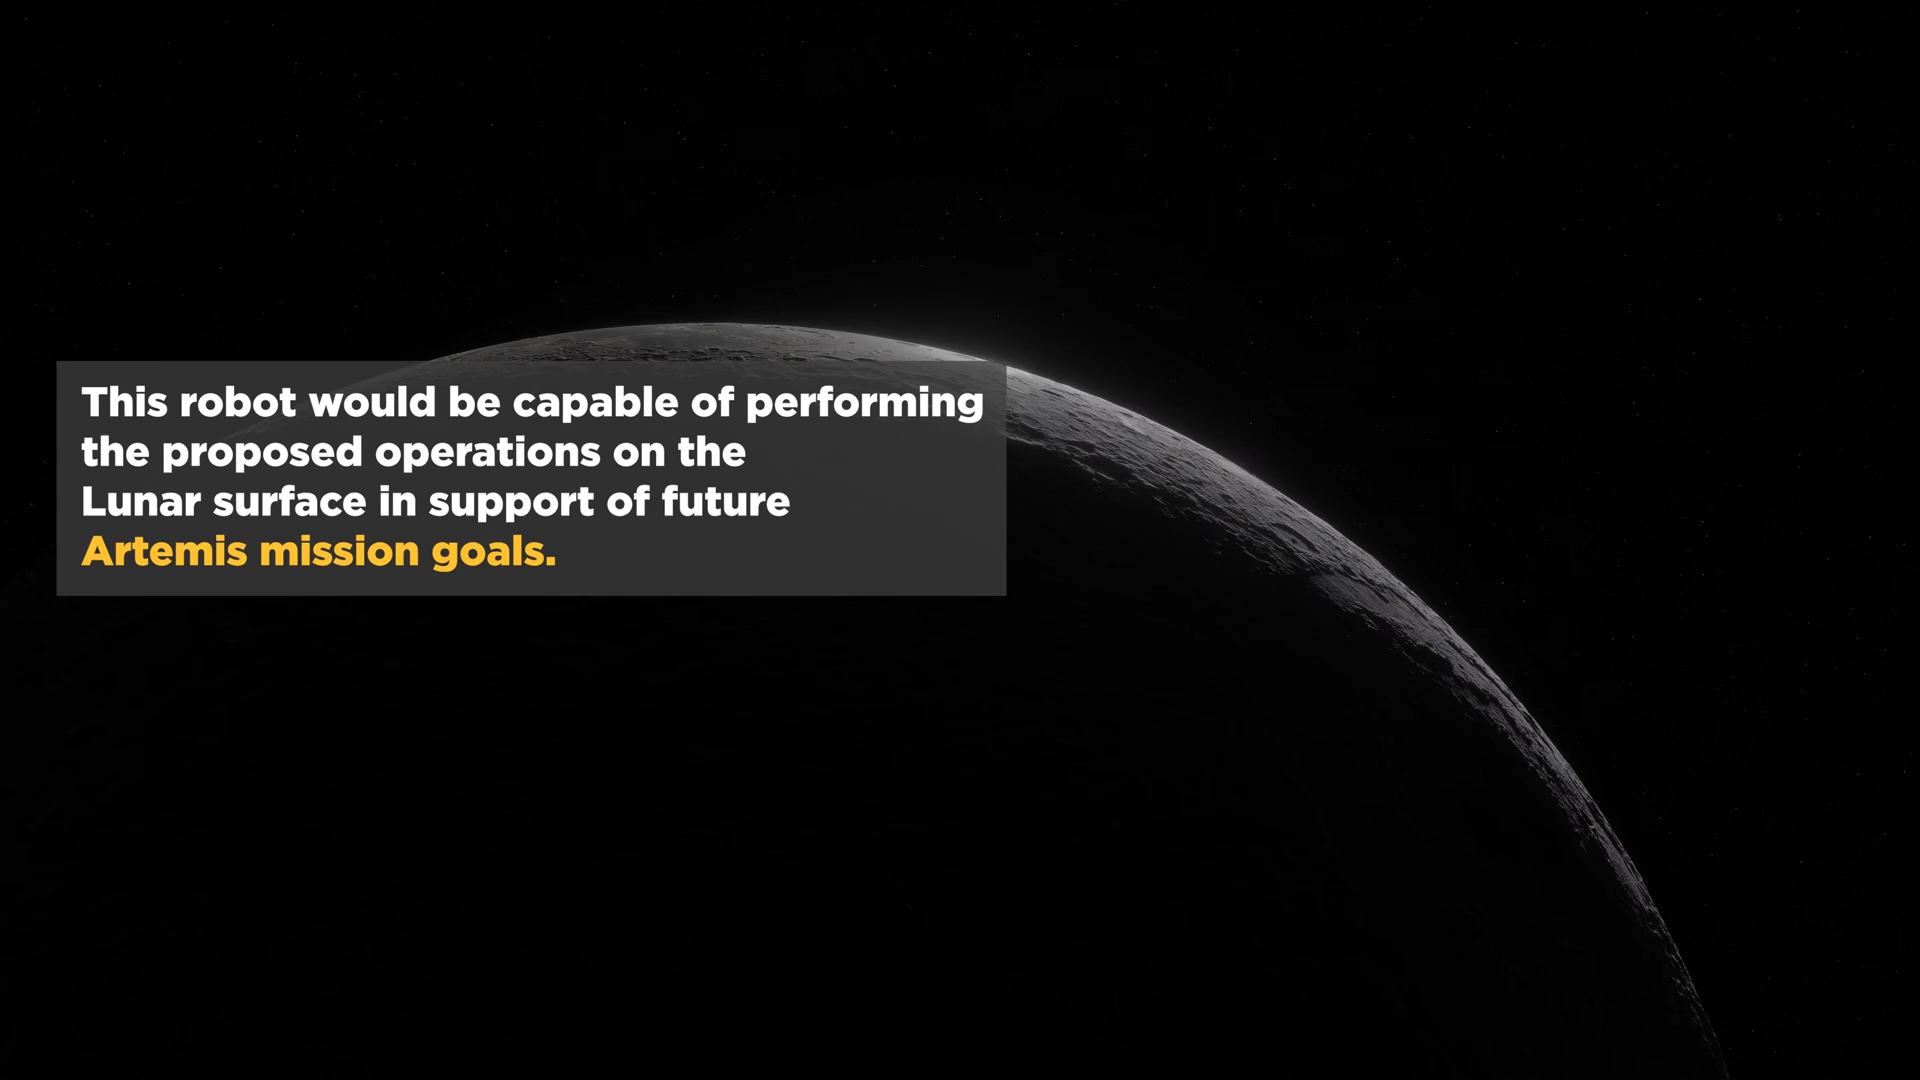 This robot would be capable of performing
the proposed operations on the
Lunar surface in support of future
Artemis mission goals.